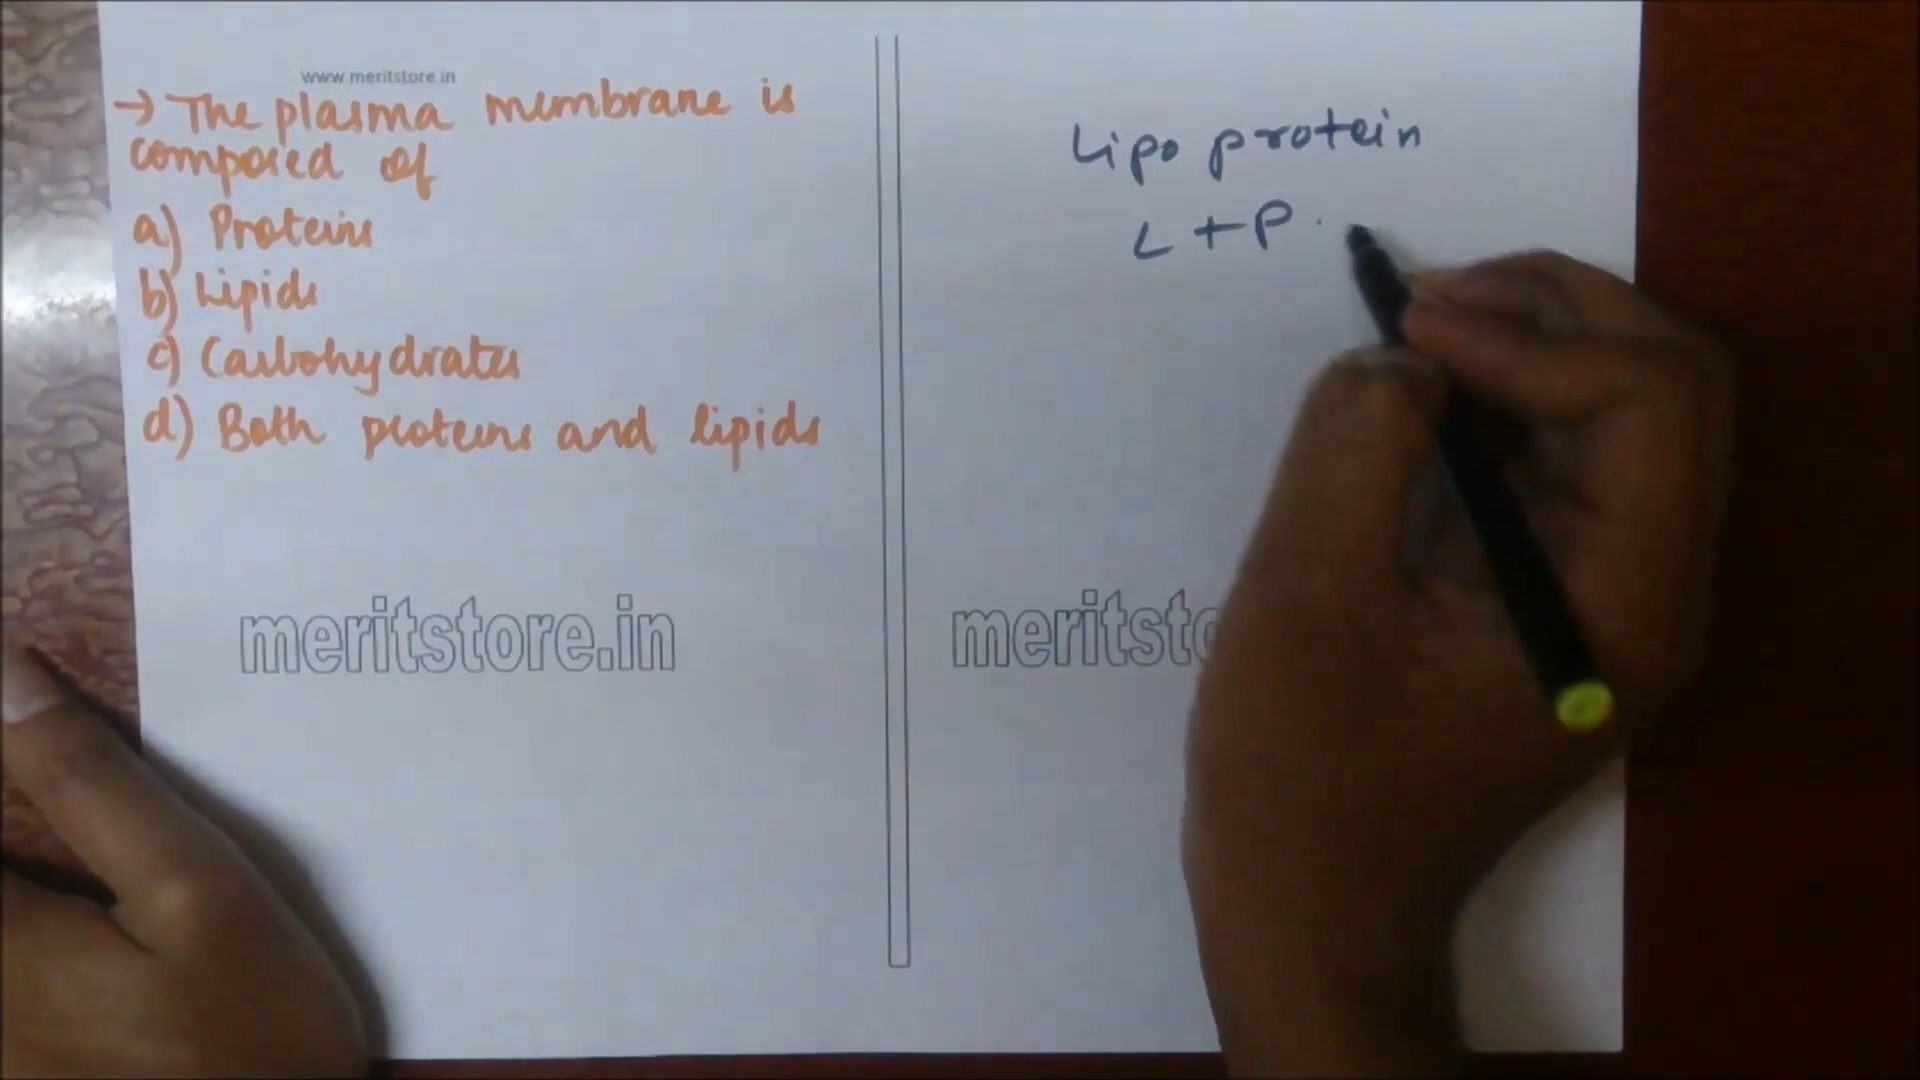 www.meritstore.in
→ The plasma membrane is
composed of
a) Proteins
b) Lipids
c) Carbohydrates
d) Both proteins and lipids
meritstore.in
Lipo protein
L + P.
meritsto